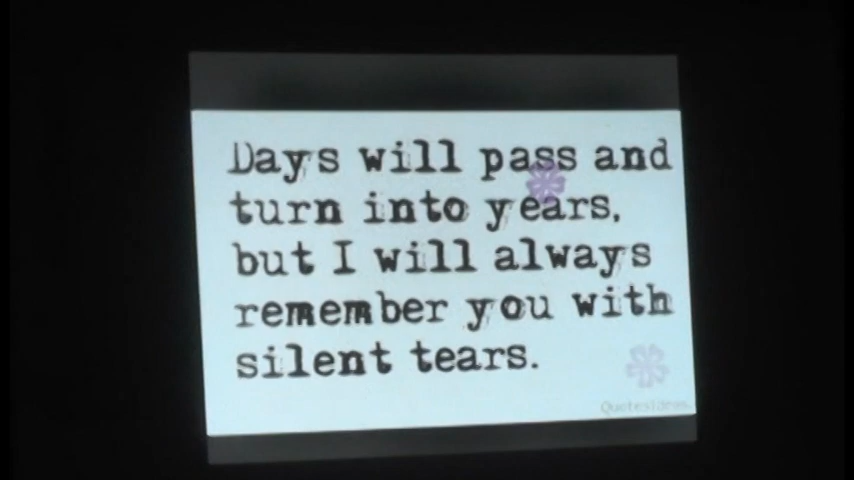 Days will pass and
turn into years,
but I will always
remember you with
silent tears.